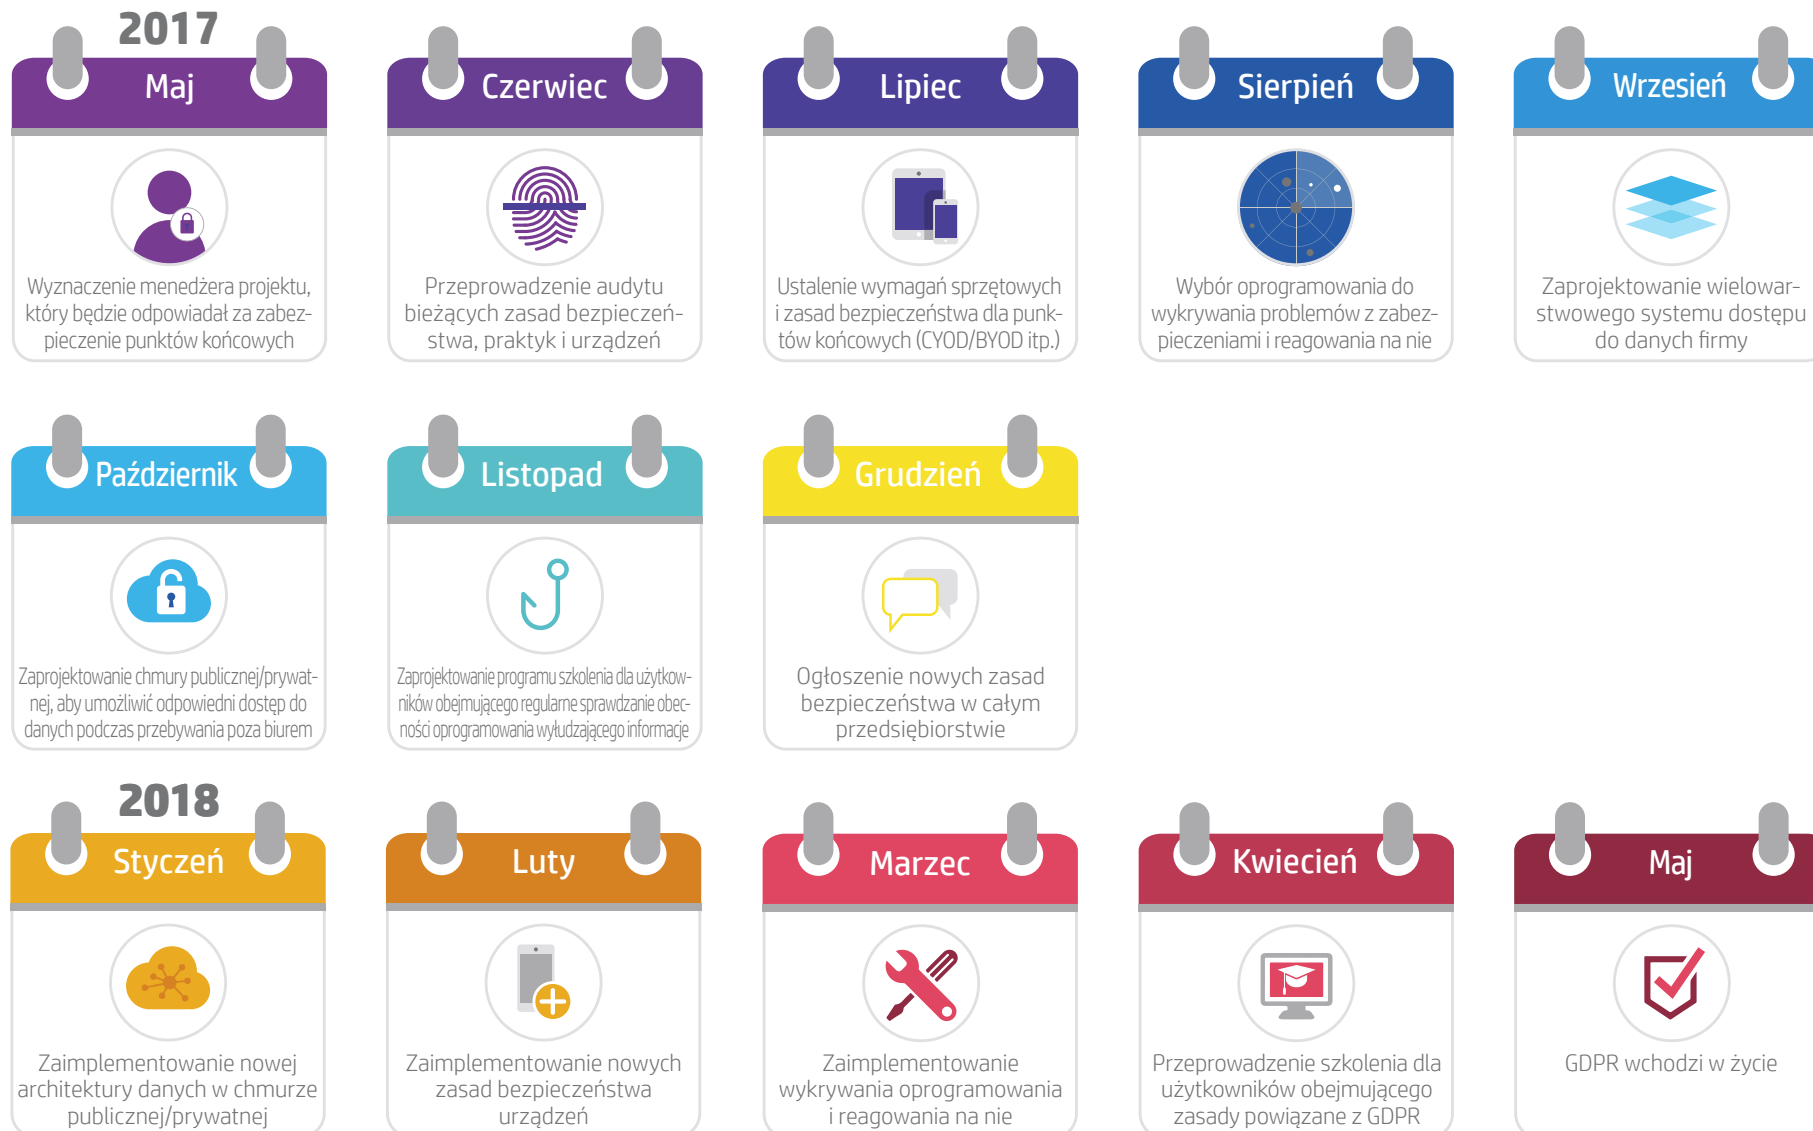 2017
Maj
Wyznaczenie menedżera projektu,
który będzie odpowiadał za zabez-
pieczenie punktów końcowych
Czerwiec
Przeprowadzenie audytu
bieżących zasad bezpieczeń-
stwa, praktyk i urządzeń
Lipiec
Ustalenie wymagań sprzętowych
i zasad bezpieczeństwa dla punk-
tów końcowych (CYOD/BYOD itp.)
Sierpień
Wybór oprogramowania do
wykrywania problemów z zabez-
pieczeniami i reagowania na nie
Wrzesień
Zaprojektowanie wielowar-
stwowego systemu dostępu
do danych firmy
Październik
Zaprojektowanie chmury publicznej/prywat-
nej, aby umożliwić odpowiedni dostęp do
danych podczas przebywania poza biurem
Listopad
Zaprojektowanie programu szkolenia dla użytkow-
ników obejmującego regularne sprawdzanie obec-
ności oprogramowania wyłudzającego informacje
Grudzień
Ogłoszenie nowych zasad
bezpieczeństwa w całym
przedsiębiorstwie
2018
Styczeń
Zaimplementowanie nowej
architektury danych w chmurze
publicznej/prywatnej
Luty
Zaimplementowanie nowych
zasad bezpieczeństwa
urządzeń
Marzec
Zaimplementowanie
wykrywania oprogramowania
i reagowania na nie
Kwiecień
Przeprowadzenie szkolenia dla
użytkowników obejmującego
zasady powiązane z GDPR
Maj
GDPR wchodzi w życie